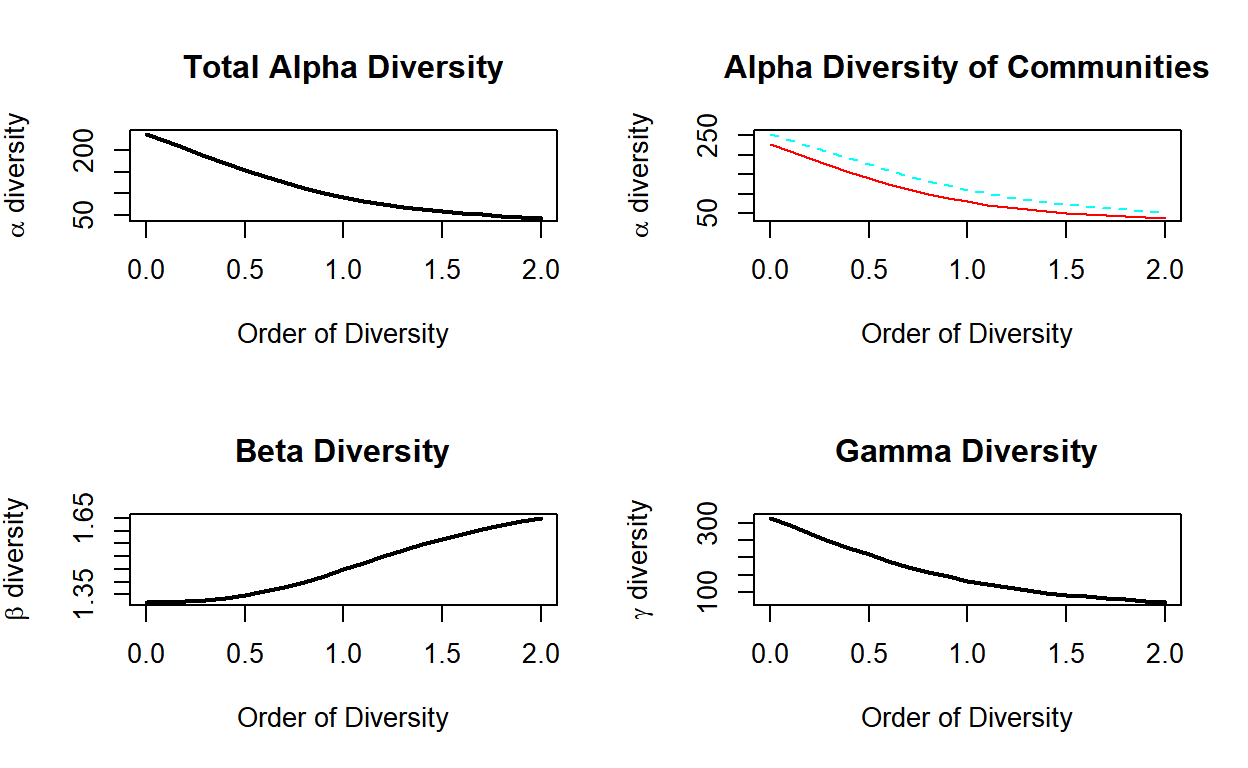 Total Alpha Diversity
α diversity
200
50
0.0 0.5 1.0 1.5 2.0
Order of Diversity
Alpha Diversity of Communities
α diversity
250
50
0.0 0.5 1.0 1.5 2.0
Order of Diversity
Beta Diversity
β diversity
1.65
1.35
0.0 0.5 1.0 1.5 2.0
Order of Diversity
Gamma Diversity
γ diversity
300
100
0.0 0.5 1.0 1.5 2.0
Order of Diversity